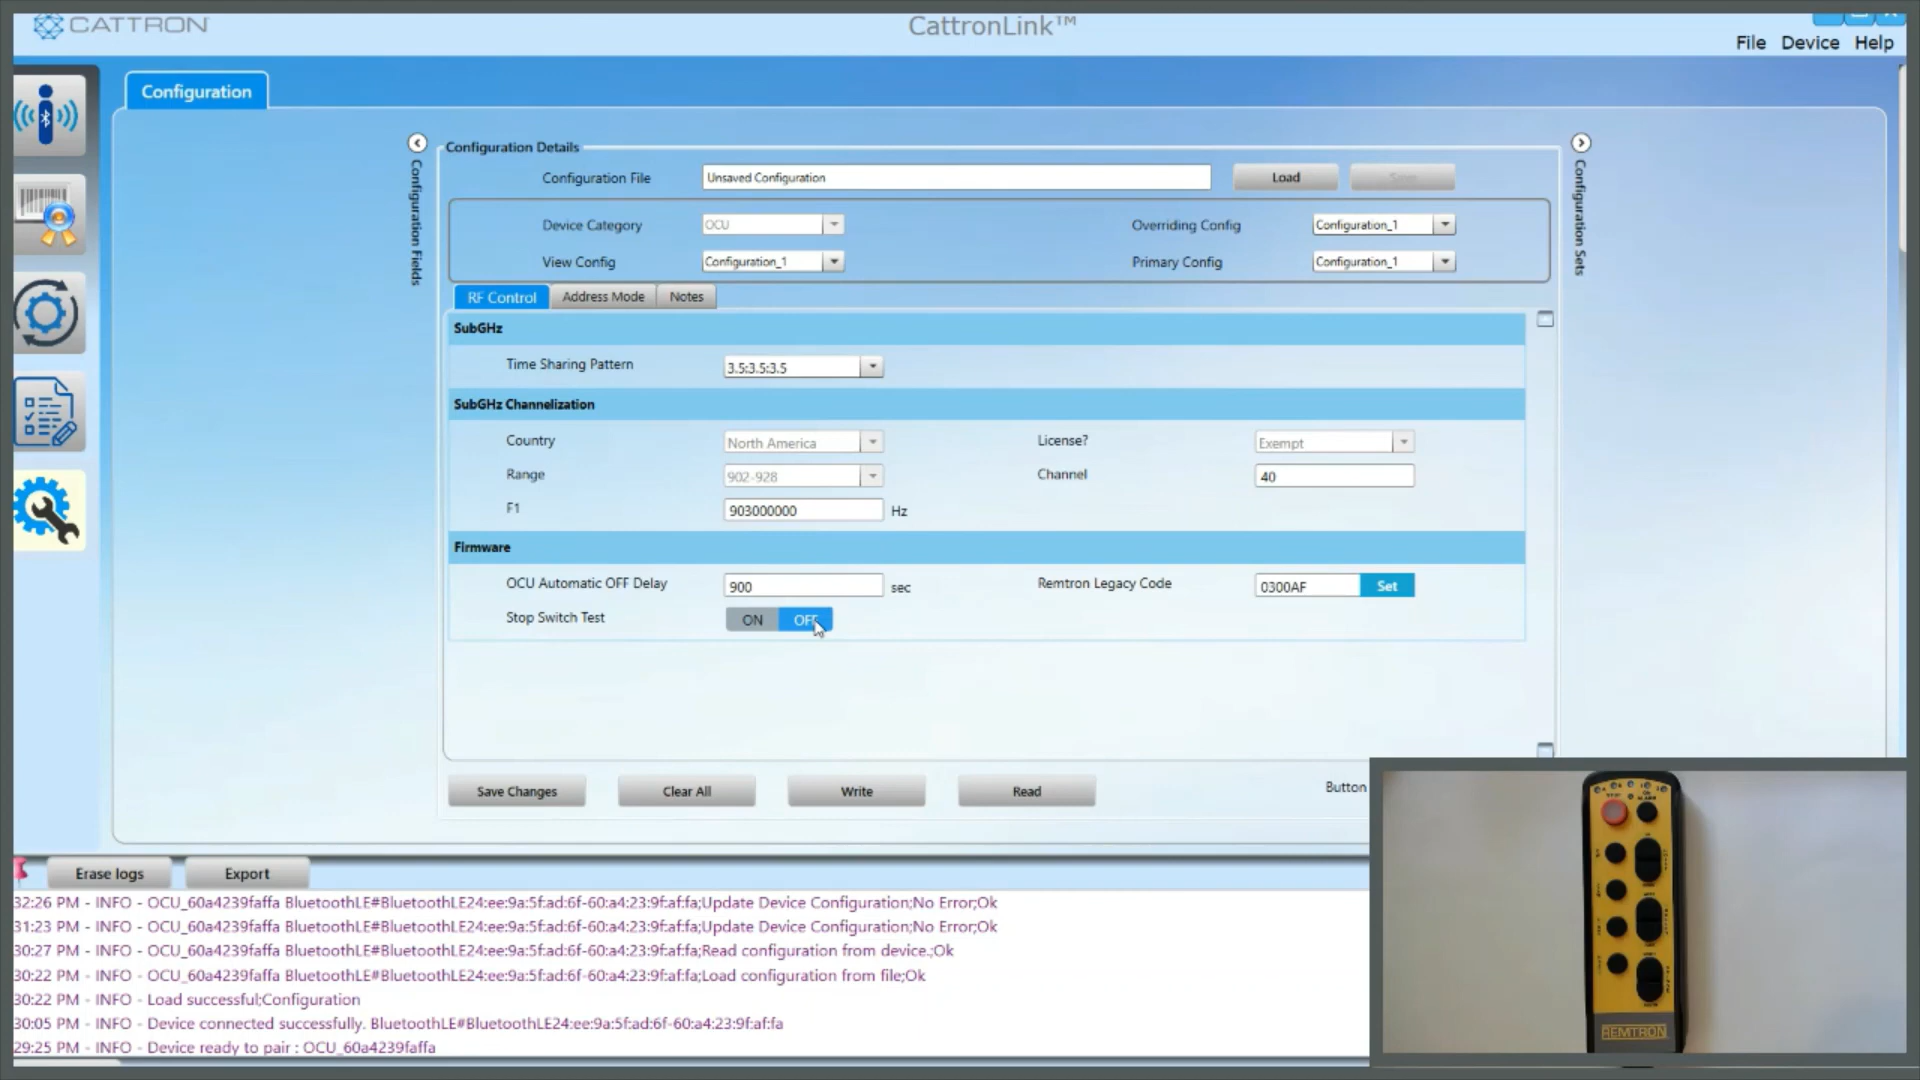 CATTRON
CattronLink™
File Device Help
Configuration
Configuration Fields
Configuration Details
Configuration Sets
Configuration File Unsaved Configuration Load Save
Device Category OCU Overriding Config Configuration_1
View Config Configuration_1 Primary Config Configuration_1
RF Control Address Mode Notes
SubGHz
Time Sharing Pattern 3.5:3.5:3.5
SubGHz Channelization
Country North America License? Exempt
Range 902-928 Channel 40
F1 903000000 Hz
Firmware
OCU Automatic OFF Delay 900 sec Remtron Legacy Code 0300AF Set
Stop Switch Test ON OFF
Save Changes Clear All Write Read Button
Erase logs Export
32:26 PM - INFO - OCU_60a4239faffa BluetoothLE#BluetoothLE24:ee:9a:5f:ad:6f-60:a4:23:9f:af:fa;Update Device Configuration;No Error;Ok
31:23 PM - INFO - OCU_60a4239faffa BluetoothLE#BluetoothLE24:ee:9a:5f:ad:6f-60:a4:23:9f:af:fa;Update Device Configuration;No Error;Ok
30:27 PM - INFO - OCU_60a4239faffa BluetoothLE#BluetoothLE24:ee:9a:5f:ad:6f-60:a4:23:9f:af:fa;Read configuration from device.;Ok
30:22 PM - INFO - OCU_60a4239faffa BluetoothLE#BluetoothLE24:ee:9a:5f:ad:6f-60:a4:23:9f:af:fa;Load configuration from file;Ok
30:22 PM - INFO - Load successful;Configuration
30:05 PM - INFO - Device connected successfully. BluetoothLE#BluetoothLE24:ee:9a:5f:ad:6f-60:a4:23:9f:af:fa
29:25 PM - INFO - Device ready to pair : OCU_60a4239faffa
REMTRON